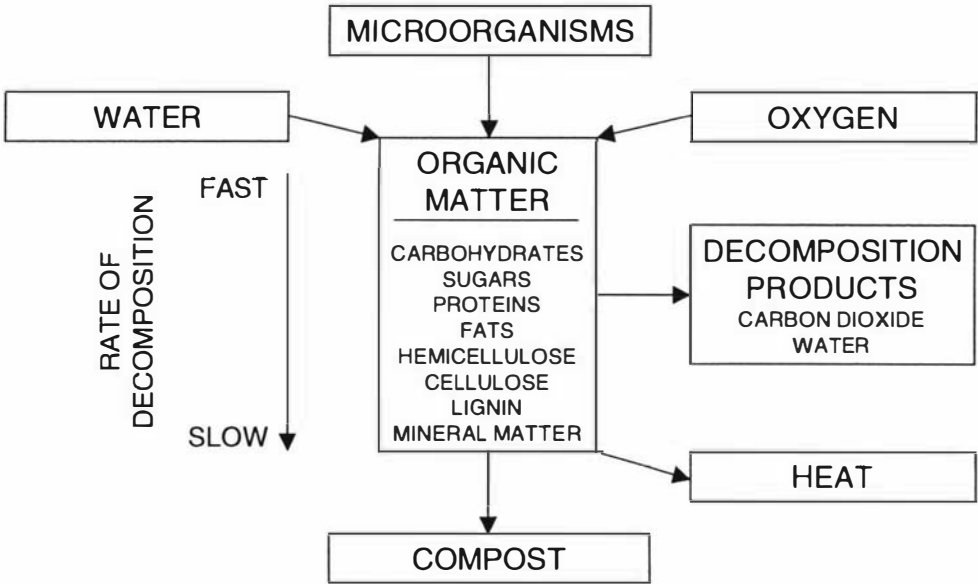 MICROORGANISMS
WATER
OXYGEN
FAST
RATE OF
DECOMPOSITION
SLOW
ORGANIC
MATTER
CARBOHYDRATES
SUGARS
PROTEINS
FATS
HEMICELLULOSE
CELLULOSE
LIGNIN
MINERAL MATTER
DECOMPOSITION
PRODUCTS
CARBON DIOXIDE
WATER
HEAT
COMPOST